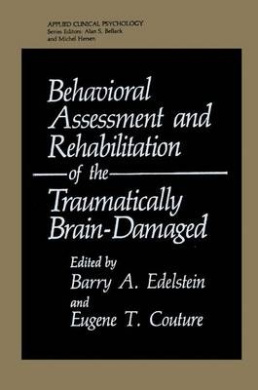 APPLIED CLINICAL PSYCHOLOGY
Series Editors: Alan S. Bellack
and Michel Hersen
Behavioral
Assessment and
Rehabilitation
of the
Traumatically
Brain-Damaged
Edited by
Barry A. Edelstein
and
Eugene T. Couture